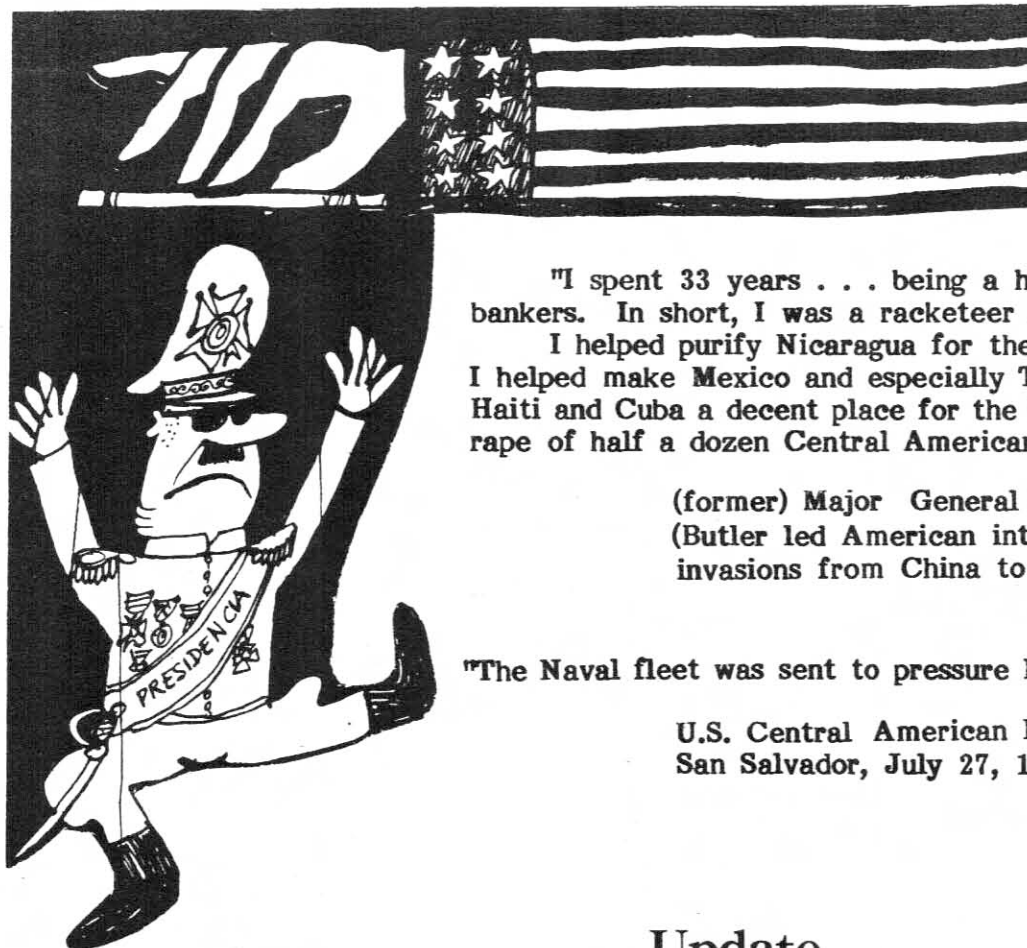 "I spent 33 years . . . being a h
bankers. In short, I was a racketeer
I helped purify Nicaragua for the
I helped make Mexico and especially T
Haiti and Cuba a decent place for the
rape of half a dozen Central American
(former) Major General
(Butler led American int
invasions from China to
PRESIDENCIA
"The Naval fleet was sent to pressure
U.S. Central American
San Salvador, July 27, 1
Update